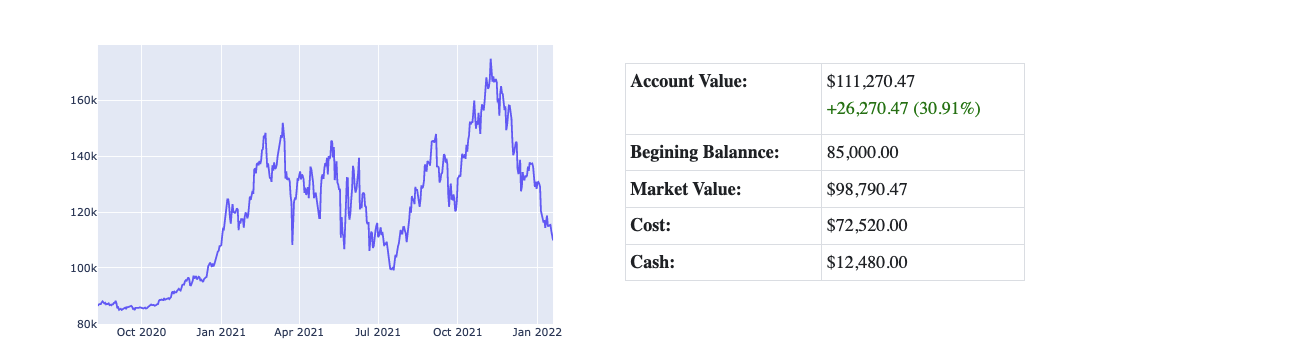 160k
140k
120k
100k
80k
Oct 2020 Jan 2021 Apr 2021 Jul 2021 Oct 2021 Jan 2022
Account Value: $111,270.47
+26,270.47 (30.91%)
Begining Balannce: 85,000.00
Market Value: $98,790.47
Cost: $72,520.00
Cash: $12,480.00